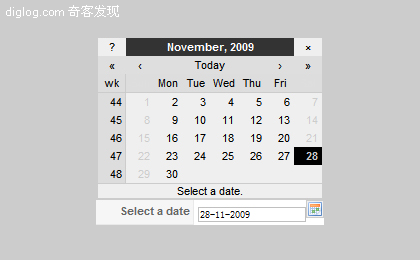 diglog.com 奇客发现
? November, 2009 ×
« ‹ Today › »
wk Mon Tue Wed Thu Fri
44 1 2 3 4 5 6 7
45 8 9 10 11 12 13 14
46 15 16 17 18 19 20 21
47 22 23 24 25 26 27 28
48 29 30
Select a date.
Select a date 28-11-2009